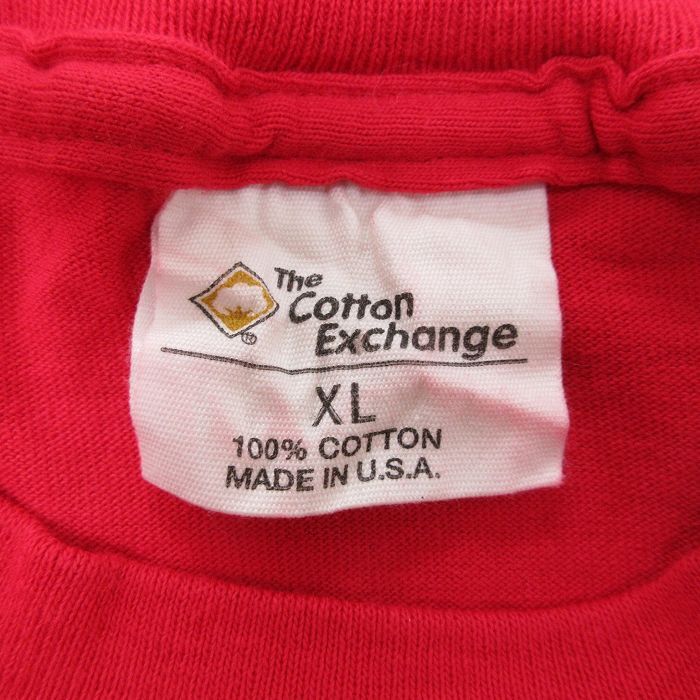 The
Cotton
Exchange
®
XL
100% COTTON
MADE IN U.S.A.